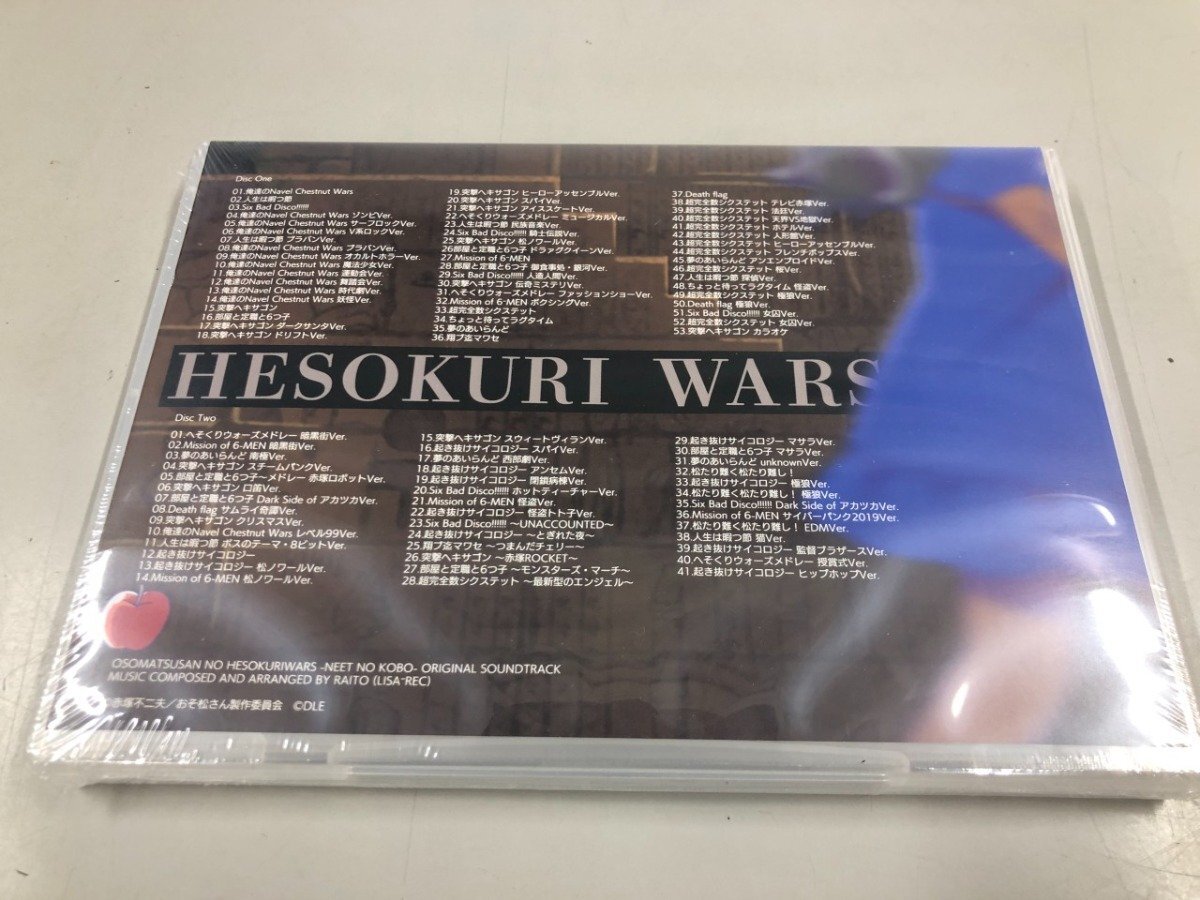 Disc One
01.俺達のNavel Chestnut Wars
02.人生は暇つ節
03.Six Bad Disco!!!!!!
04.俺達のNavel Chestnut Wars ゾンビVer.
05.俺達のNavel Chestnut Wars サーフロックVer.
06.俺達のNavel Chestnut Wars V系ロックVer.
07.人生は暇つ節 ブラバンVer.
08.俺達のNavel Chestnut Wars ブラバンVer.
09.俺達のNavel Chestnut Wars オカルトホラーVer.
10.俺達のNavel Chestnut Wars 魔法少女Ver.
11.俺達のNavel Chestnut Wars 運動会Ver.
12.俺達のNavel Chestnut Wars 舞踏会Ver.
13.俺達のNavel Chestnut Wars 時代劇Ver.
14.俺達のNavel Chestnut Wars 妖怪Ver.
15.突撃ヘキサゴン
16.部屋と定職と6つ子
17.突撃ヘキサゴン ダークサンタVer.
18.突撃ヘキサゴン ドリフトVer.
19.突撃ヘキサゴン ヒーローアッセンブルVer.
20.突撃ヘキサゴン スパイVer
21.突撃ヘキサゴン アイススケートVer.
22.へそくりウォーズメドレー ミュージカルVer.
23.人生は暇つ節 民族音楽Ver.
24.Six Bad Disco!!!!!! 騎士伝説Ver.
25.突撃ヘキサゴン 松ノワールVer.
26部屋と定職と6つ子 ドラァグクィーンVer.
27.Mission of 6-MEN
28.部屋と定職と6つ子 御食事処・銀河Ver.
29.Six Bad Disco!!!!!! 人造人間Ver.
30.突撃ヘキサゴン 伝奇ミステリVer.
31.へそくりウォーズメドレー ファッションショーVer.
32.Mission of 6-MEN ボクシングVer.
33.超完全数シクステット
34.ちょっと待ってラグタイム
35.夢のあいらんど
36.翔ブ迄マワセ
37.Death flag
38.超完全数シクステット テレビ赤塚Ver.
39.超完全数シクステット 法廷Ver.
40.超完全数シクステット 天界VS地獄Ver.
41.超完全数シクステット ホテルVer.
42.超完全数シクステット 人形館Ver.
43.超完全数シクステット ヒーローアッセンブルVer.
44.超完全数シクステット フレンチポップスVer.
45.夢のあいらんど アンエンプロイドVer.
46.超完全数シクステット 桜Ver.
47.人生は暇つ節 探偵Ver.
48.ちょっと待ってラグタイム 怪盗Ver.
49.超完全数シクステット 極狼Ver.
50.Death flag 極狼Ver.
51.Six Bad Disco!!!!!! 女囚Ver.
52.超完全数シクステット 女囚Ver.
53.突撃ヘキサゴン カラオケ
HESOKURI WARS
Disc Two
01.へそくりウォーズメドレー 暗黒街Ver.
02.Mission of 6-MEN 暗黒街Ver.
03.夢のあいらんど 南極Ver.
04.突撃ヘキサゴン スチームパンクVer.
05.部屋と定職と6つ子〜メドレー 赤塚ロボットVer.
06.突撃ヘキサゴン 口笛Ver.
07.部屋と定職と6つ子 Dark Side of アカツカVer.
08.Death flag サムライ奇譚Ver.
09.突撃ヘキサゴン クリスマスVer.
10.俺達のNavel Chestnut Wars レベル99Ver.
11.人生は暇つ節 ボスのテーマ・8ビットVer.
12.起き抜けサイコロジー
13.起き抜けサイコロジー 松ノワールVer.
14.Mission of 6-MEN 松ノワールVer.
15.突撃ヘキサゴン スウィートヴィランVer.
16.起き抜けサイコロジー スパイVer.
17.夢のあいらんど 西部劇Ver.
18.起き抜けサイコロジー アンセムVer.
19.起き抜けサイコロジー 閉鎖病棟Ver.
20.Six Bad Disco!!!!!! ホットティーチャーVer.
21.Mission of 6-MEN 怪盗Ver.
22.起き抜けサイコロジー 怪盗トト子Ver.
23.Six Bad Disco!!!!!! 〜UNACCOUNTED〜
24.起き抜けサイコロジー 〜とぎれた夜〜
25.翔ブ迄マワセ 〜つまんだチェリー〜
26.突撃ヘキサゴン 〜赤塚ROCKET〜
27.部屋と定職と6つ子 〜モンスターズ・マーチ〜
28.超完全数シクステット 〜最新型のエンジェル〜
29.起き抜けサイコロジー マサラVer.
30.部屋と定職と6つ子 マサラVer.
31.夢のあいらんど unknownVer.
32.松たり難く松たり難し!
33.起き抜けサイコロジー 極狼Ver.
34.松たり難く松たり難し! 極狼Ver.
35.Six Bad Disco!!!!!! Dark Side of アカツカVer.
36.Mission of 6-MEN サイバーパンク2019Ver.
37.松たり難く松たり難し! EDMVer.
38.人生は暇つ節 猫Ver.
39.起き抜けサイコロジー 監督ブラザースVer.
40.へそくりウォーズメドレー 授賞式Ver.
41.起き抜けサイコロジー ヒップホップVer.
OSOMATSUSAN NO HESOKURIWARS -NEET NO KOBO- ORIGINAL SOUNDTRACK
MUSIC COMPOSED AND ARRANGED BY RAITO (LISA-REC)
赤塚不二夫／おそ松さん製作委員会 ©DLE